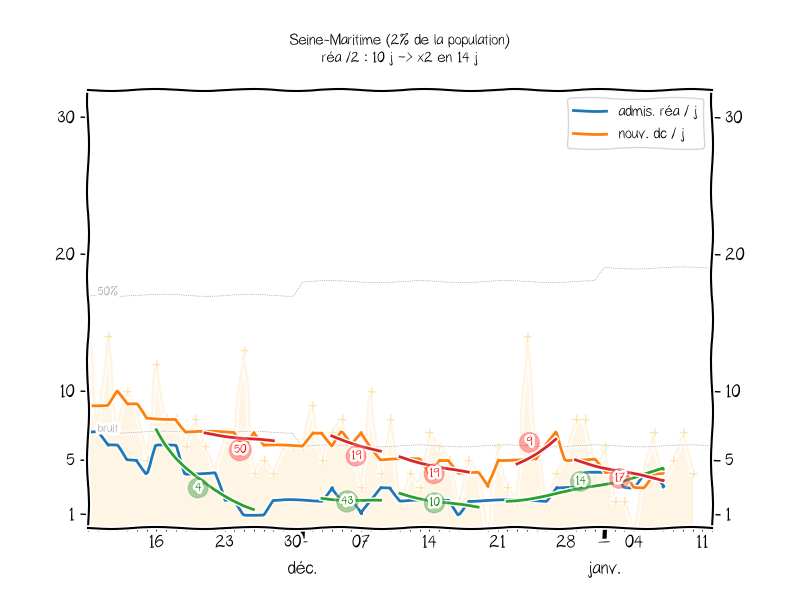 Seine-Maritime (2% de la population)
réa /2 : 10 j -> x2 en 14 j
admis. réa / j
nouv. dc / j
30
30
20
20
50%
10
10
bruit
5
5
1
1
50
4
19
43
19
10
9
14
17
16 23 30 07 14 21 28 04 11
déc. janv.